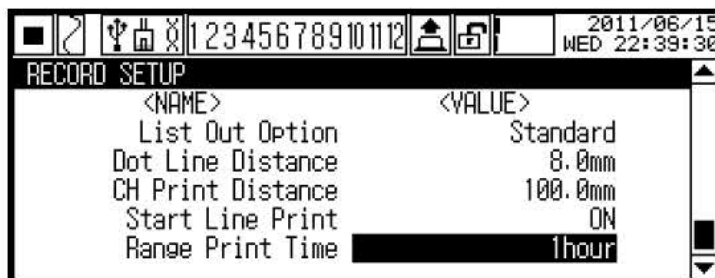 123456789101112
2011/06/15
WED 22:39:30
RECORD SETUP
<NAME> <VALUE>
List Out Option Standard
Dot Line Distance 8.0mm
CH Print Distance 100.0mm
Start Line Print ON
Range Print Time 1hour